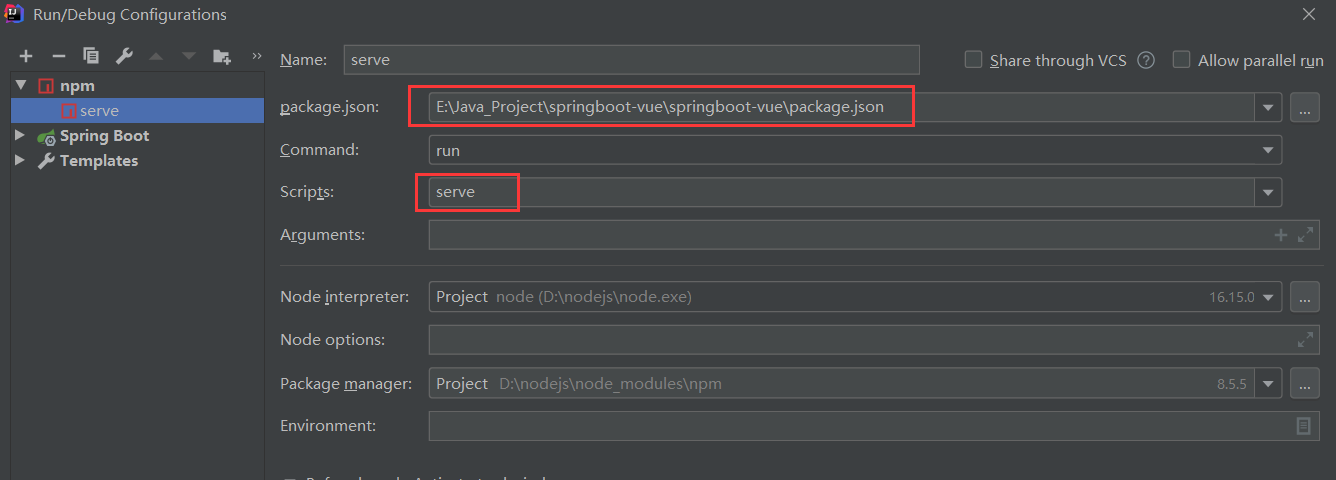 Run/Debug Configurations
Name: serve Share through VCS ? Allow parallel run
npm
serve
Spring Boot
Templates
package.json: E:\Java_Project\springboot-vue\springboot-vue\package.json ...
Command: run
Scripts: serve
Arguments:
Node interpreter: Project node (D:\nodejs\node.exe) 16.15.0 ...
Node options:
Package manager: Project D:\nodejs\node_modules\npm 8.5.5 ...
Environment: